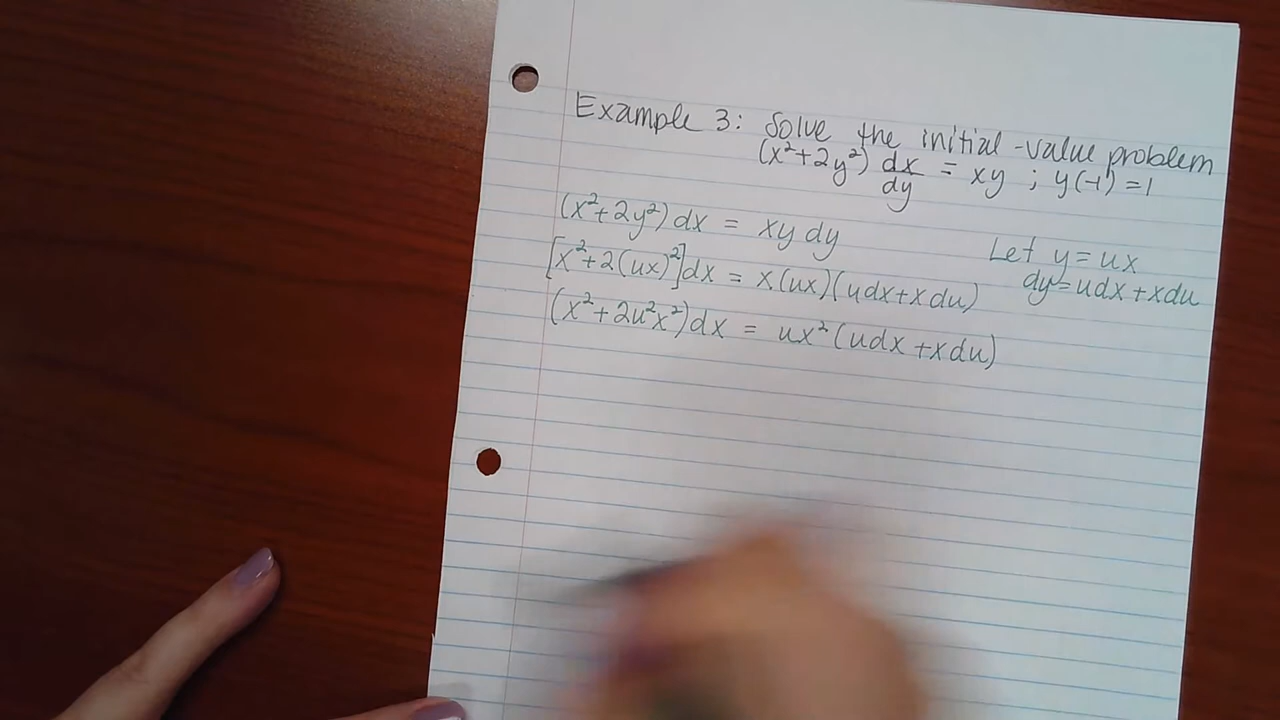 Example 3: Solve the initial-value problem
(x²+2y²) dx/dy = xy ; y(-1) = 1
(x²+2y²)dx = xy dy
Let y = ux
[x²+2(ux)²]dx = x(ux)(udx+xdu)
dy = udx+xdu
(x²+2u²x²)dx = ux²(udx+xdu)